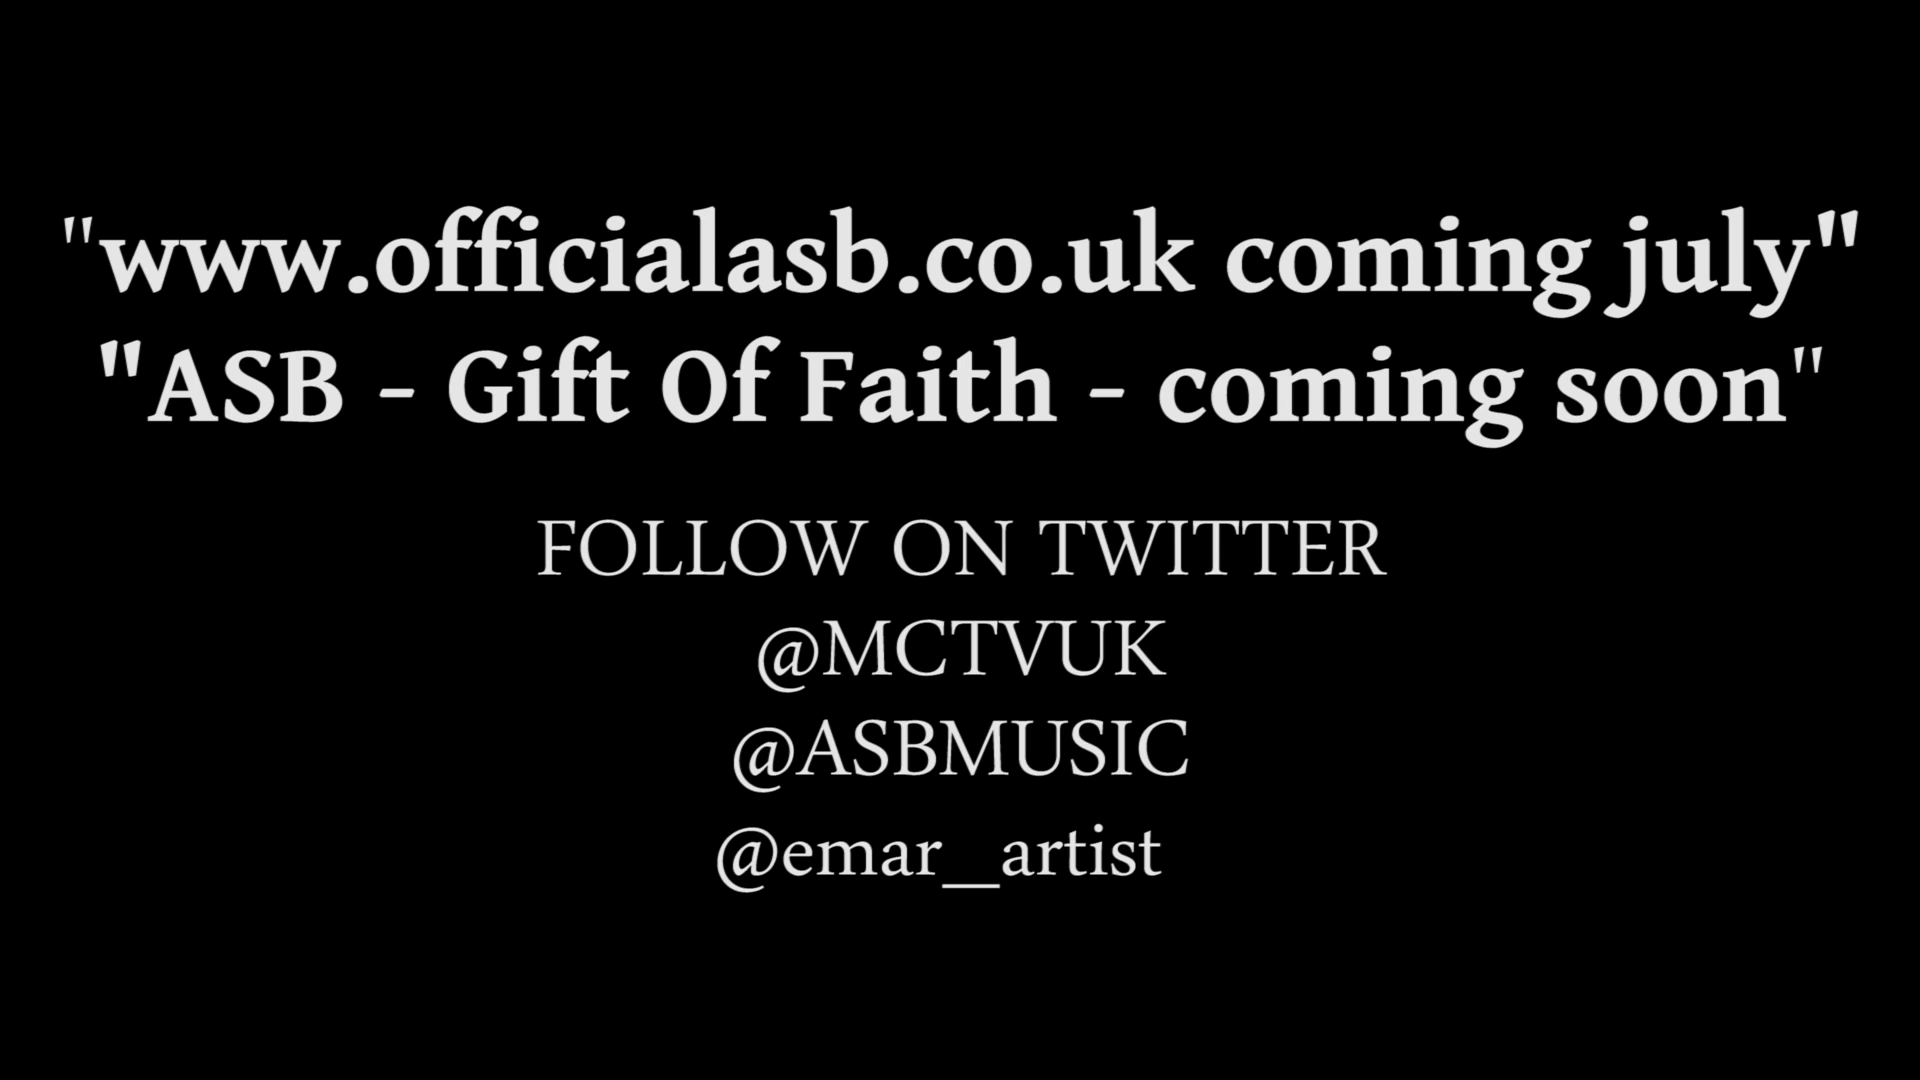 "www.officialasb.co.uk coming july"
"ASB - Gift Of Faith - coming soon"
FOLLOW ON TWITTER
@MCTVUK
@ASBMUSIC
@emar_artist